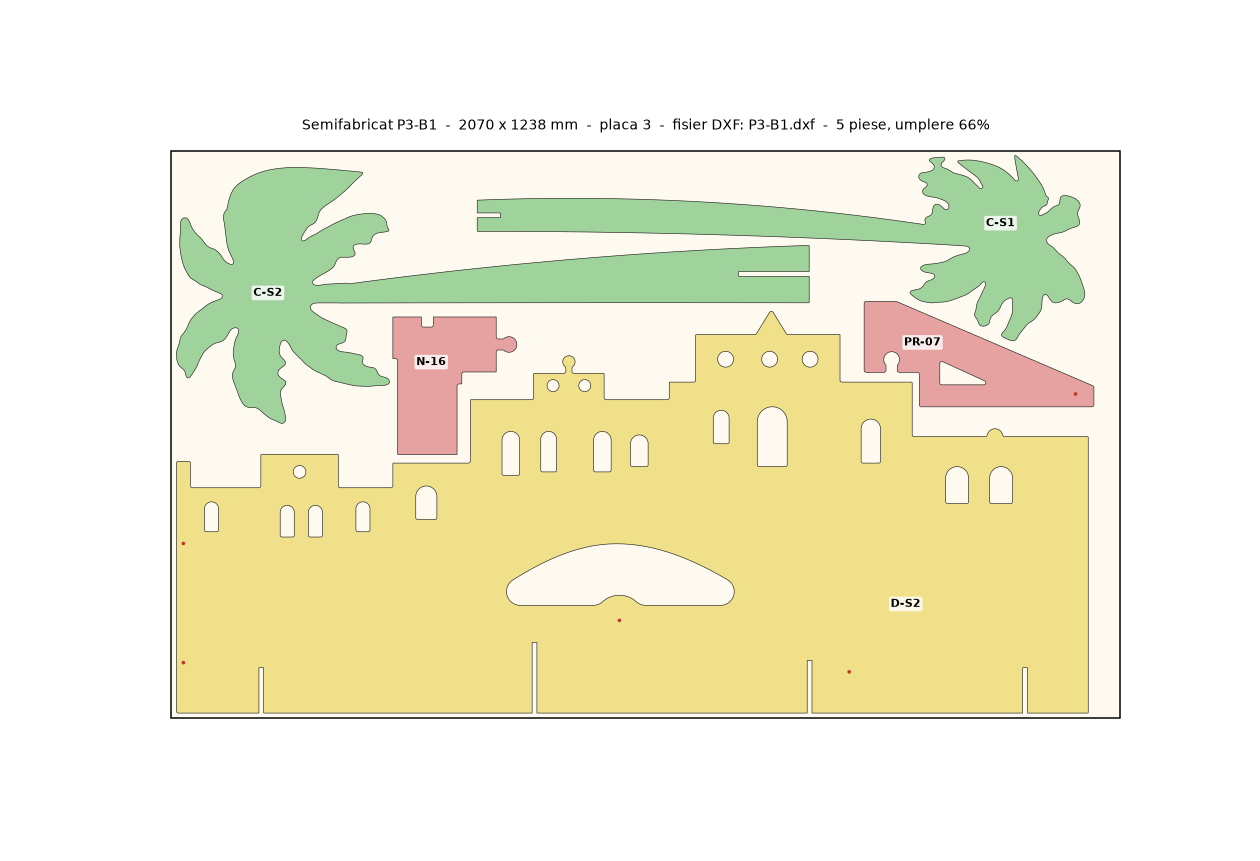 Semifabricat P3-B1 - 2070 x 1238 mm - placa 3 - fisier DXF: P3-B1.dxf - 5 piese, umplere 66%
C-S1
C-S2
PR-07
N-16
D-S2